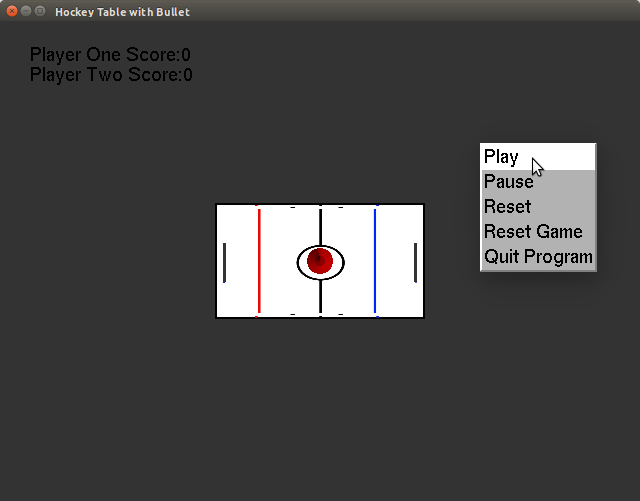 Hockey Table with Bullet
Player One Score:0
Player Two Score:0
Play
Pause
Reset
Reset Game
Quit Program